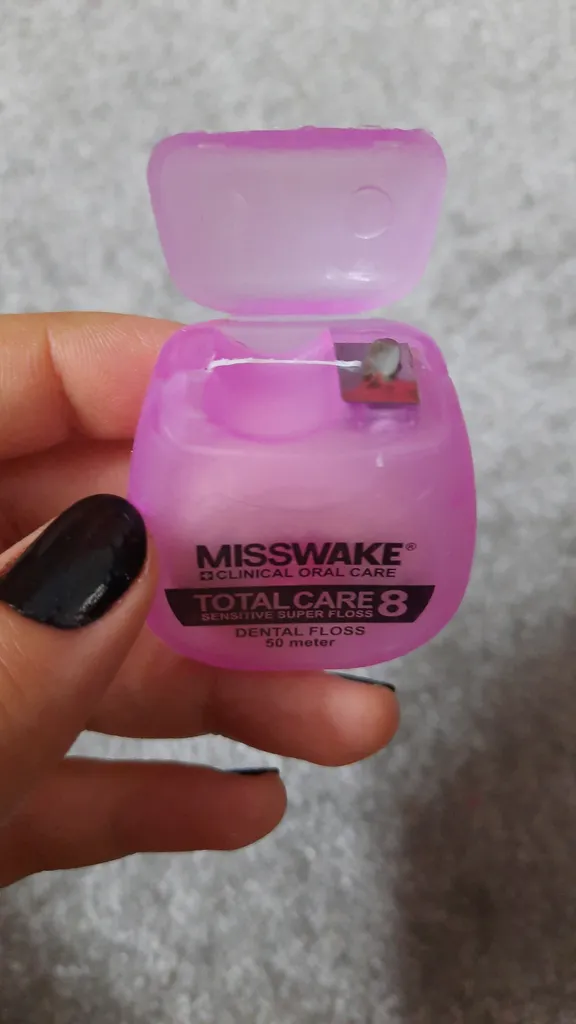 MISSWAKE®
CLINICAL ORAL CARE
TOTAL CARE 8
SENSITIVE SUPER FLOSS
DENTAL FLOSS
50 meter